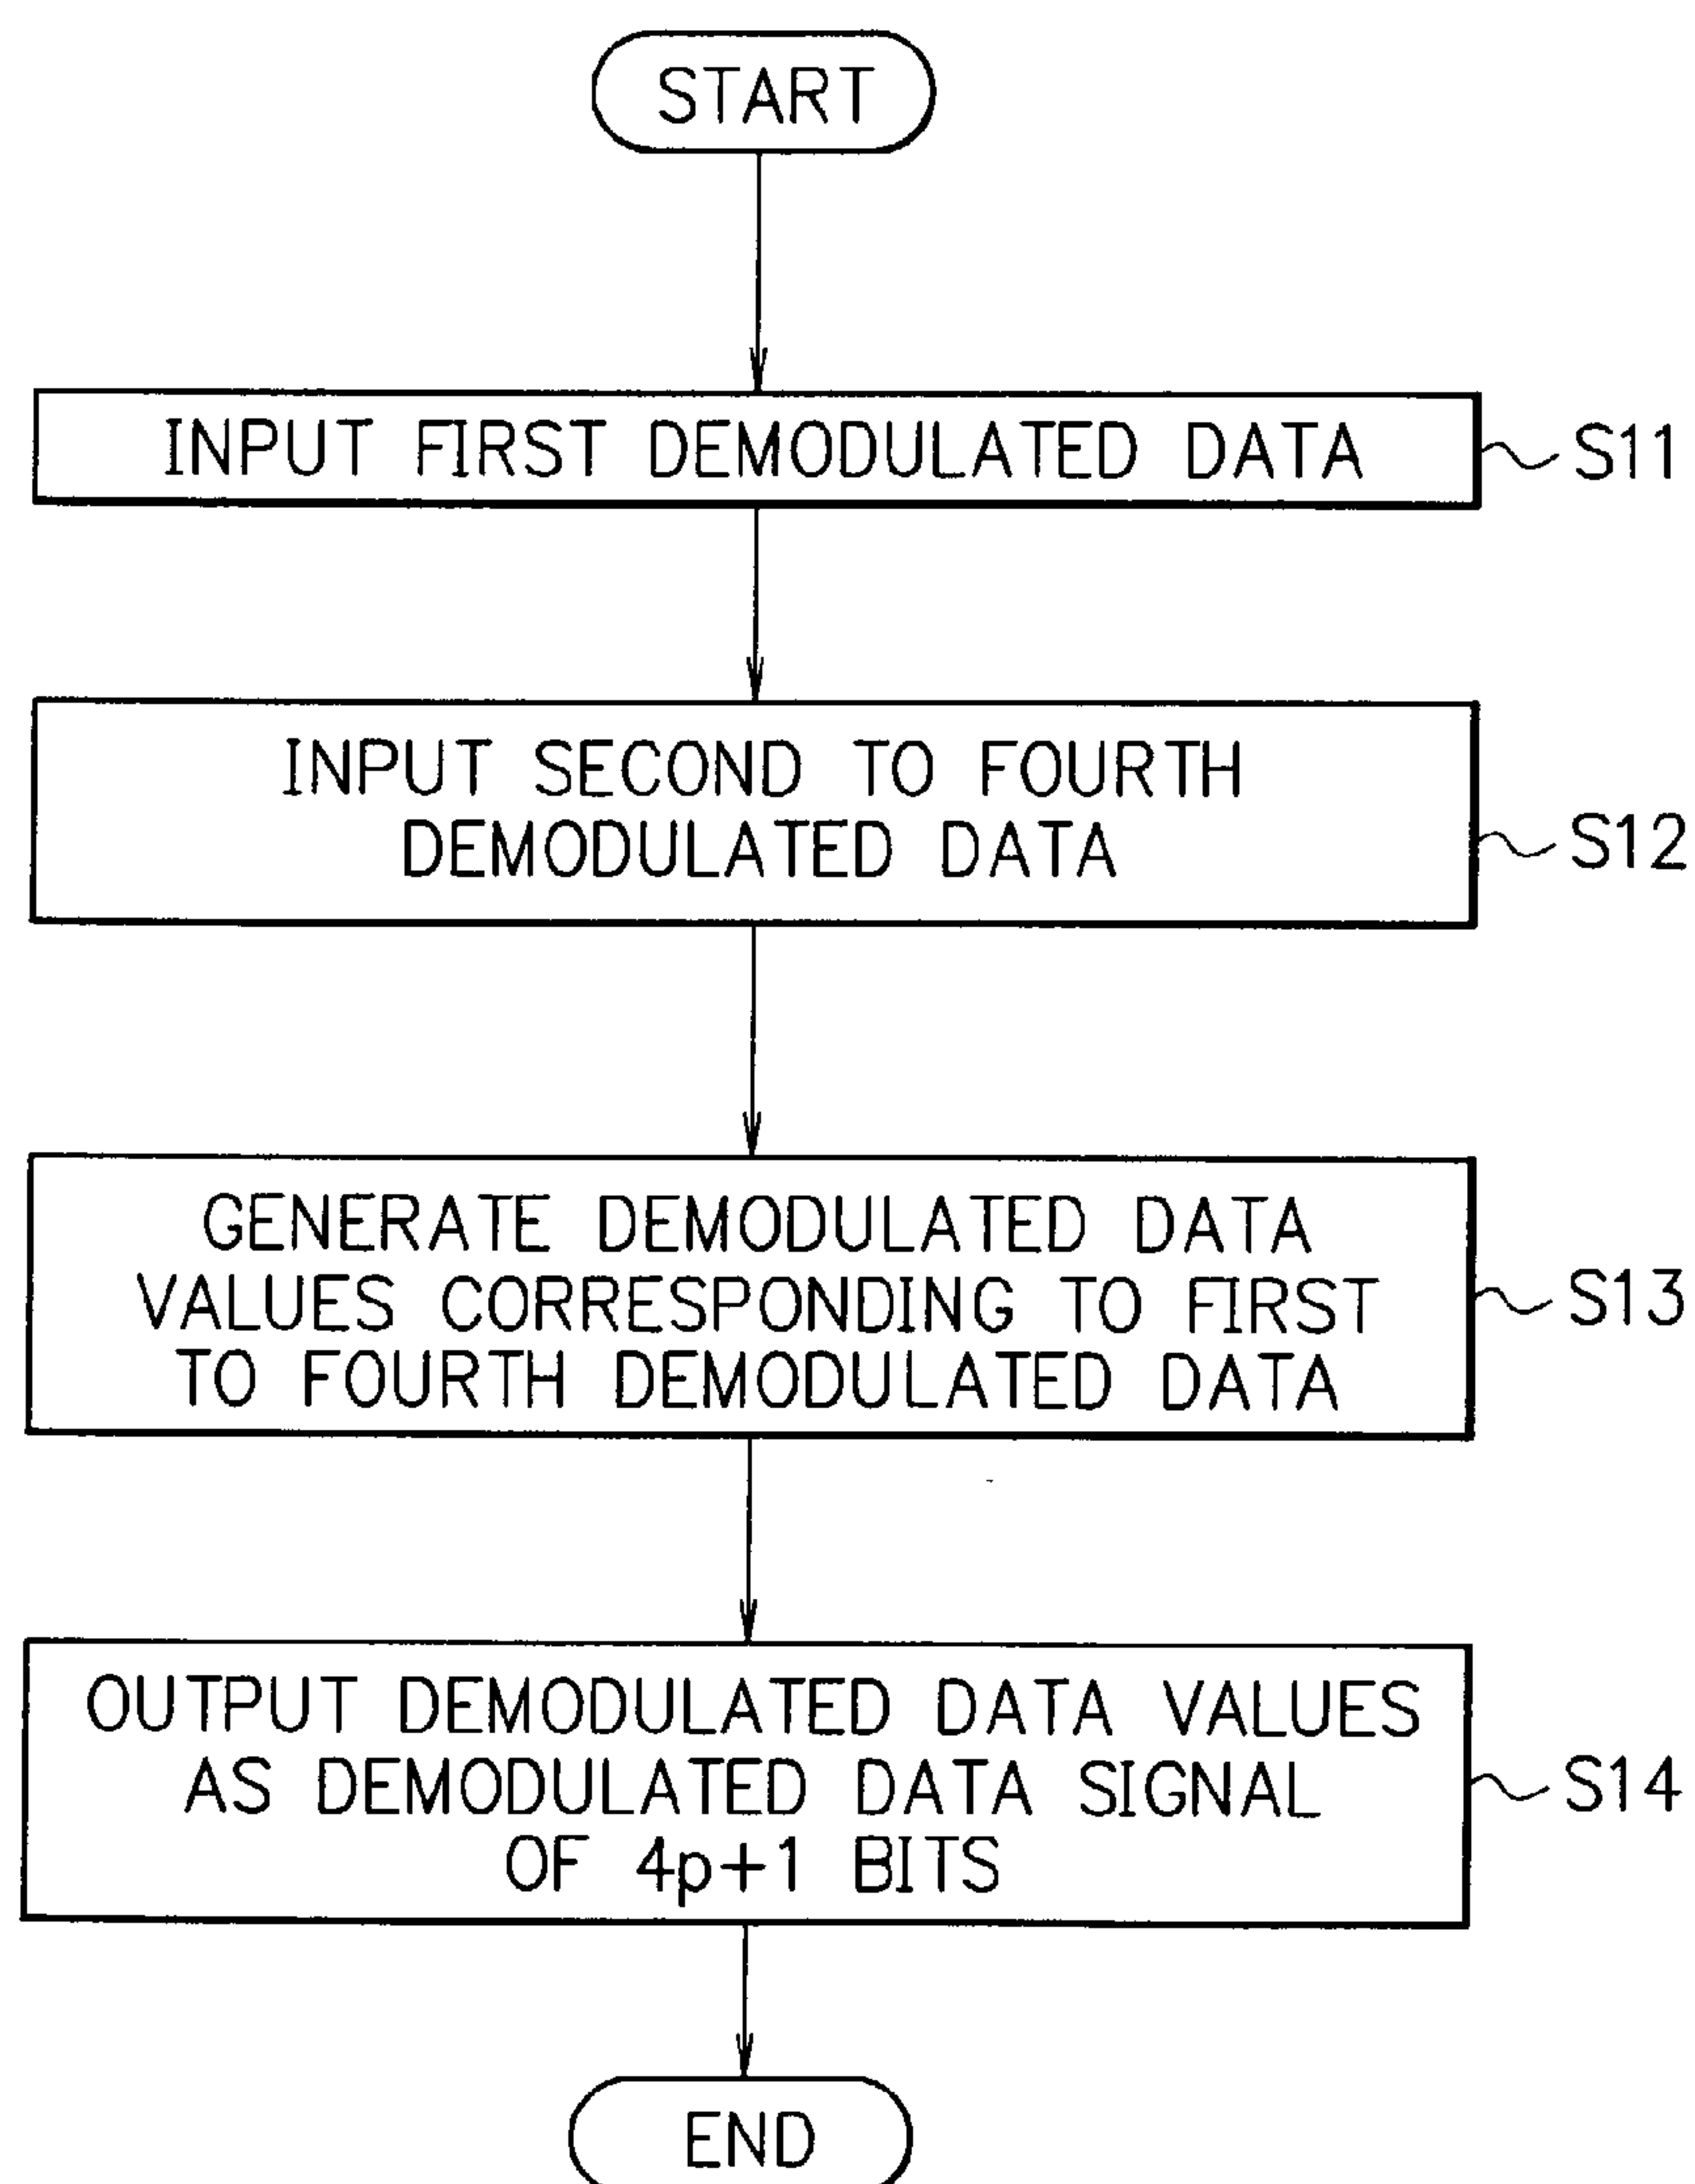 START
INPUT FIRST DEMODULATED DATA
S11
INPUT SECOND TO FOURTH
DEMODULATED DATA
S12
GENERATE DEMODULATED DATA
VALUES CORRESPONDING TO FIRST
TO FOURTH DEMODULATED DATA
S13
OUTPUT DEMODULATED DATA VALUES
AS DEMODULATED DATA SIGNAL
OF 4p+1 BITS
S14
END